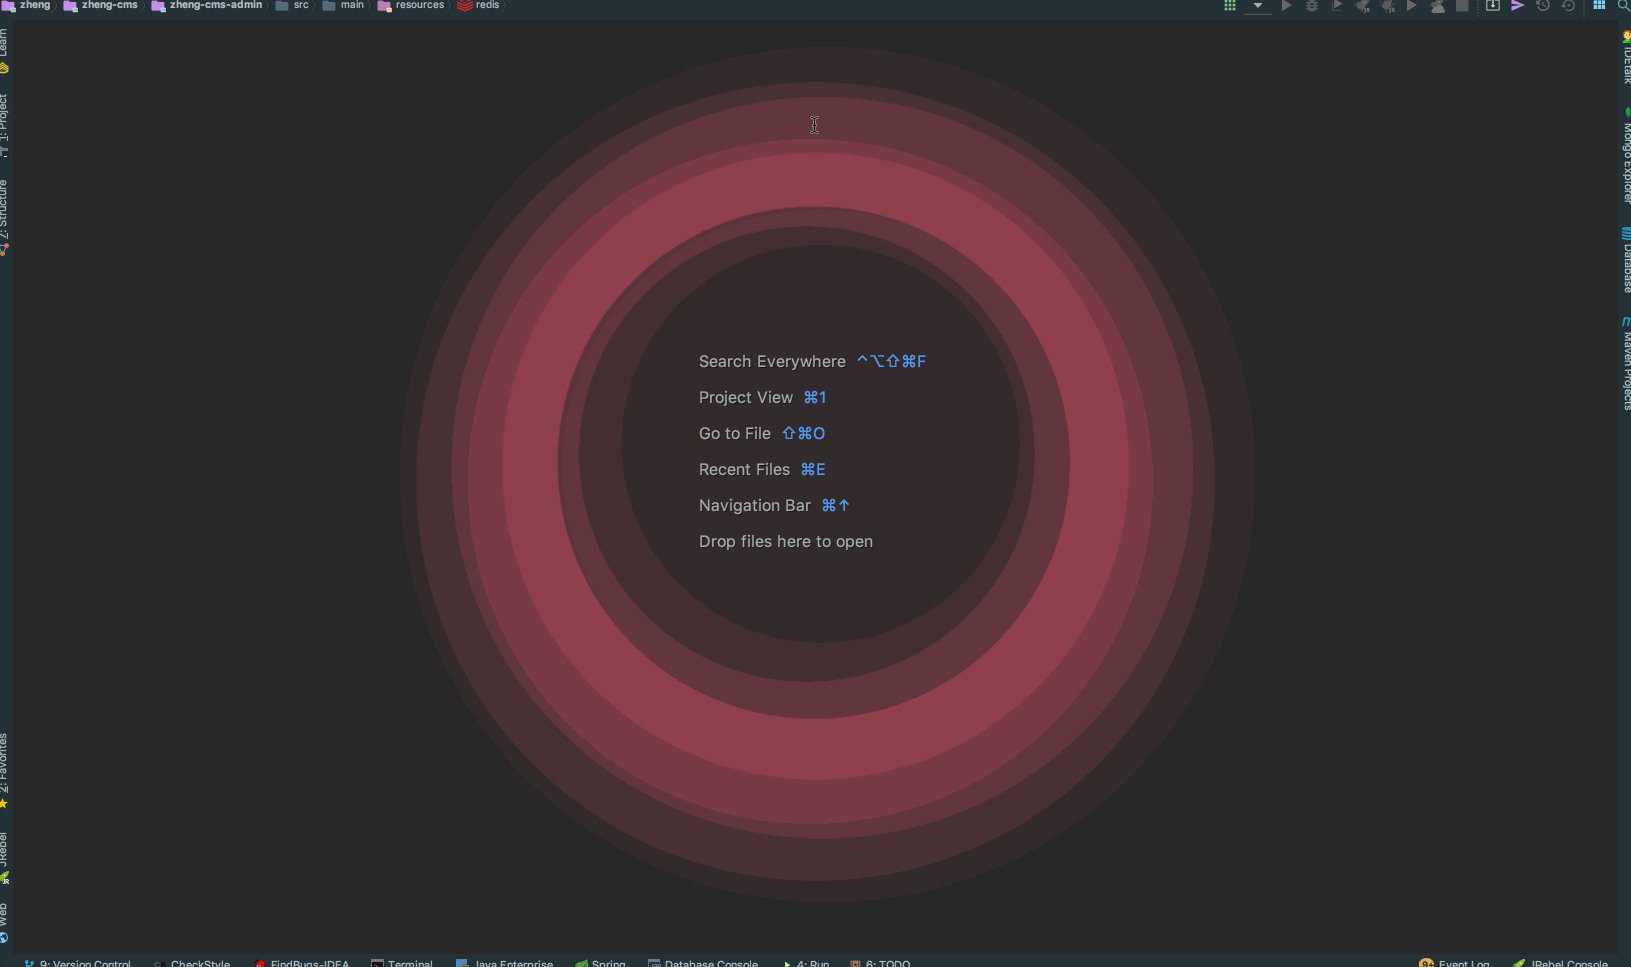 zheng zheng-cms zheng-cms-admin src main resources redis
Learn
1: Project
7: Structure
2: Favorites
JRebel
Web
Search Everywhere ^⌥⇧⌘F
Project View ⌘1
Go to File ⇧⌘O
Recent Files ⌘E
Navigation Bar ⌘↑
Drop files here to open
IDEtalk
Mongo Explorer
Database
Maven Projects
9: Version Control CheckStyle FindBugs-IDEA Terminal Java Enterprise Spring Database Console 4: Run 6: TODO 9+ Event Log JRebel Console